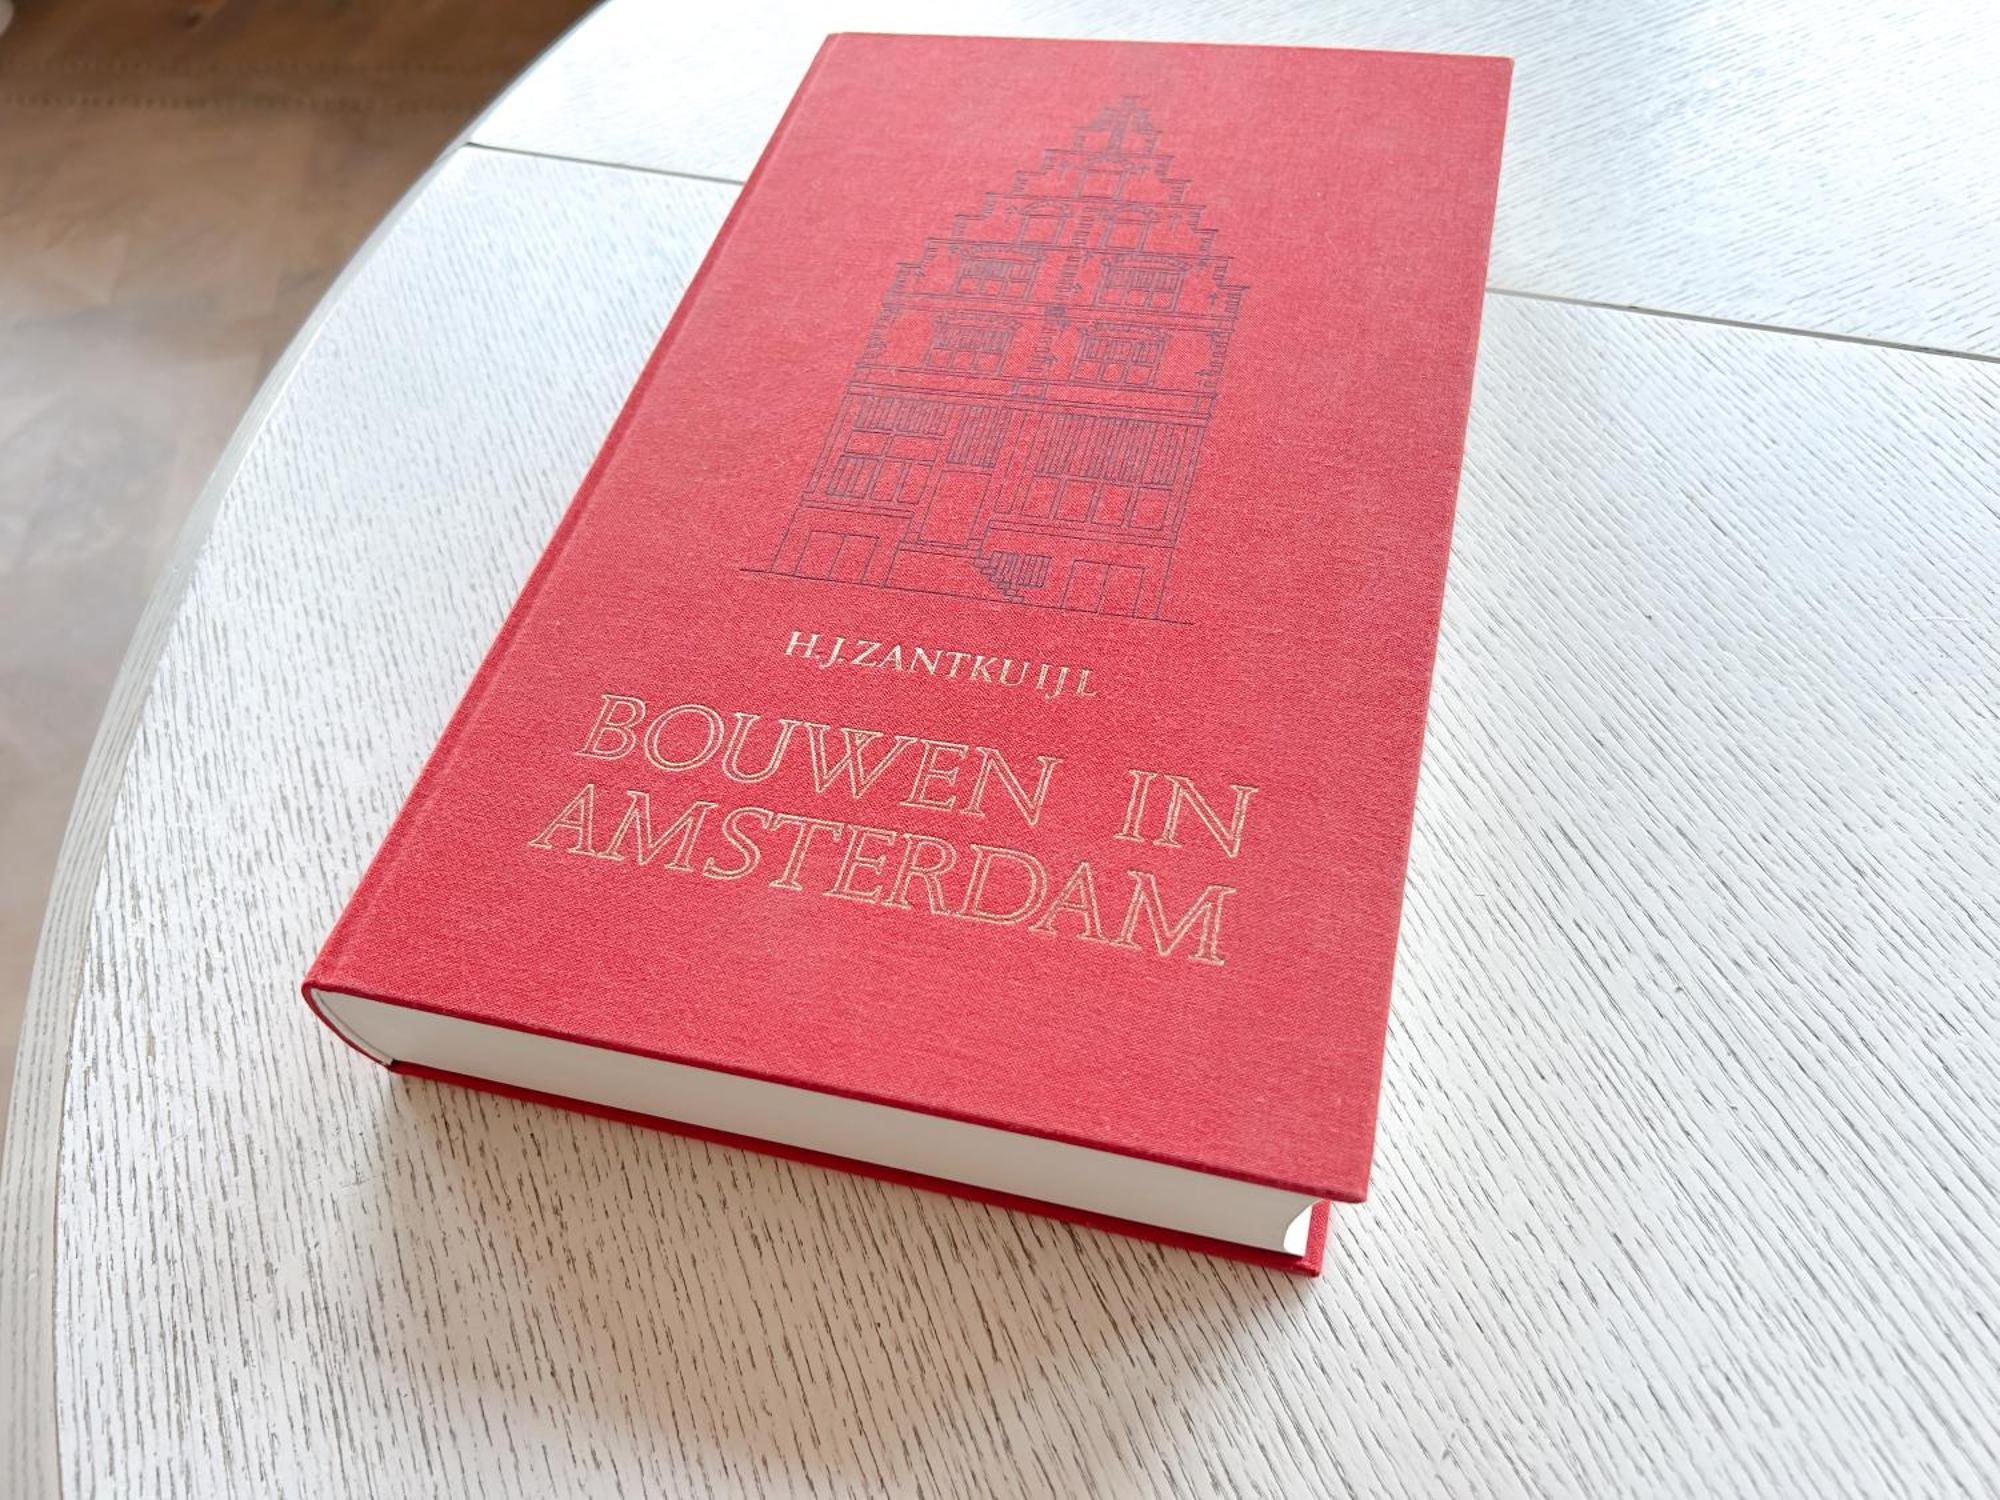 H.J. ZANTKUIJL
BOUWEN IN
AMSTERDAM